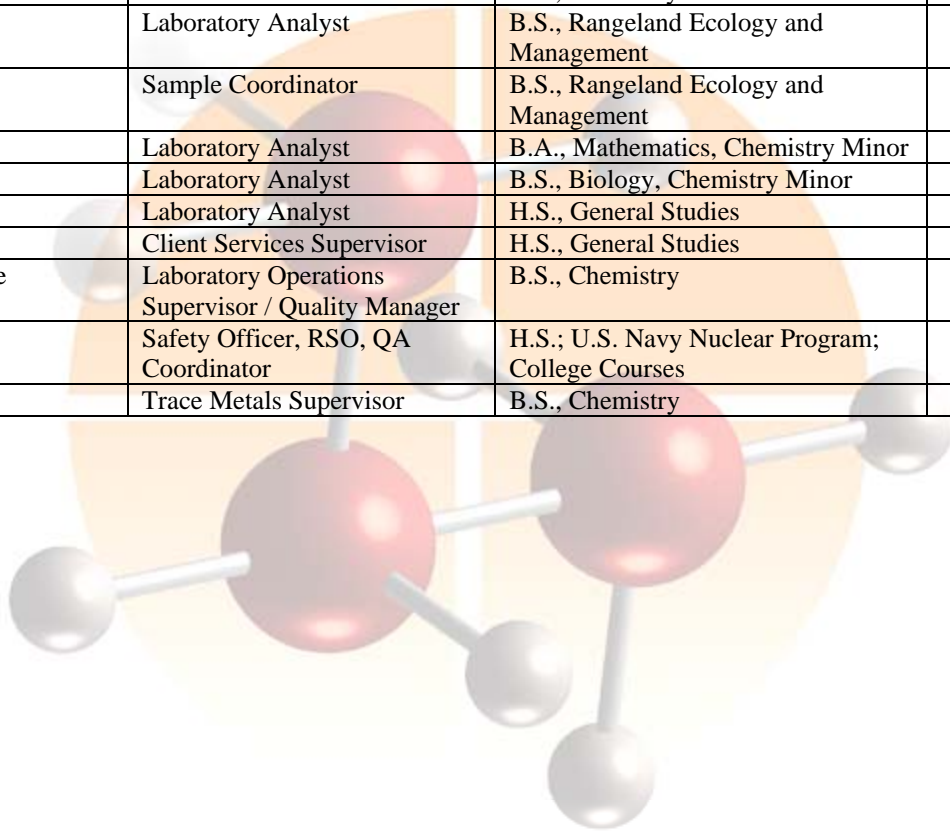 Laboratory Analyst B.S., Rangeland Ecology and
Management
Sample Coordinator B.S., Rangeland Ecology and
Management
Laboratory Analyst B.A., Mathematics, Chemistry Minor
Laboratory Analyst B.S., Biology, Chemistry Minor
Laboratory Analyst H.S., General Studies
Client Services Supervisor H.S., General Studies
e Laboratory Operations B.S., Chemistry
Supervisor / Quality Manager
Safety Officer, RSO, QA H.S.; U.S. Navy Nuclear Program;
Coordinator College Courses
Trace Metals Supervisor B.S., Chemistry